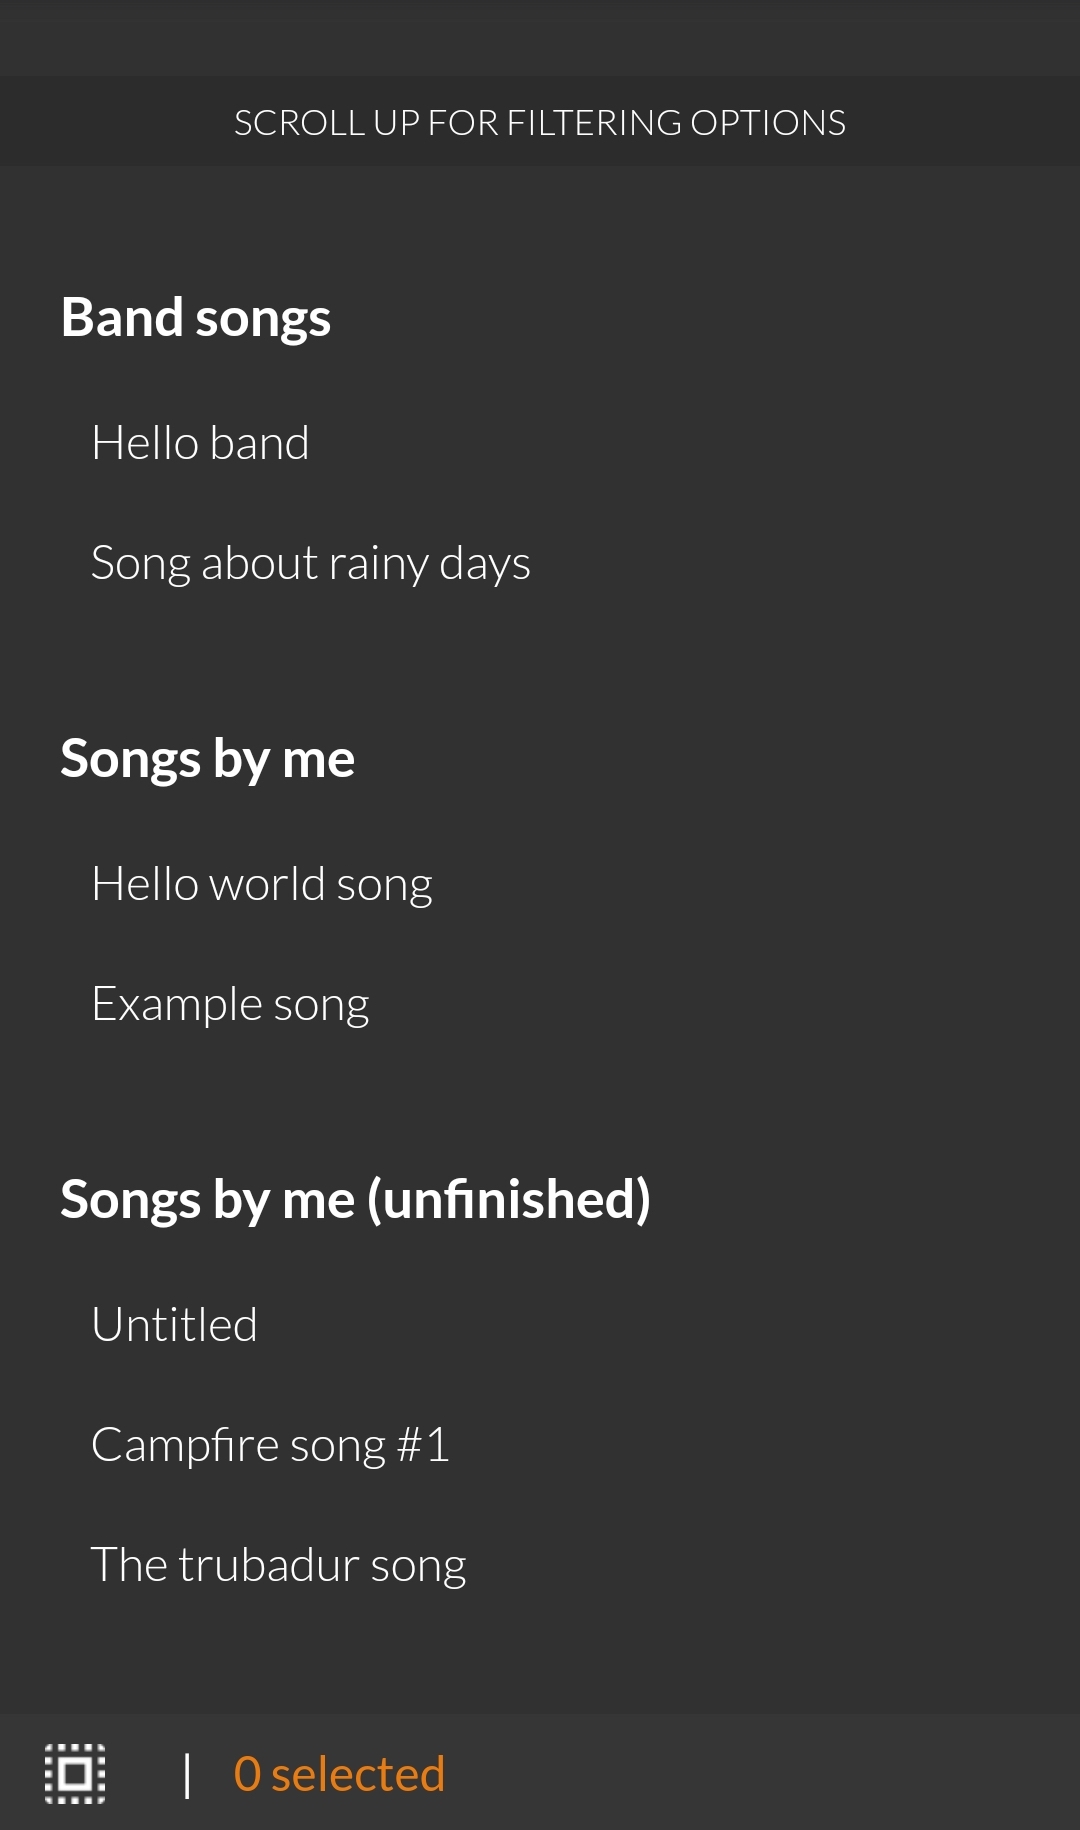 SCROLL UP FOR FILTERING OPTIONS
Band songs
Hello band
Song about rainy days
Songs by me
Hello world song
Example song
Songs by me (unfinished)
Untitled
Campfire song #1
The trubadur song
| 0 selected